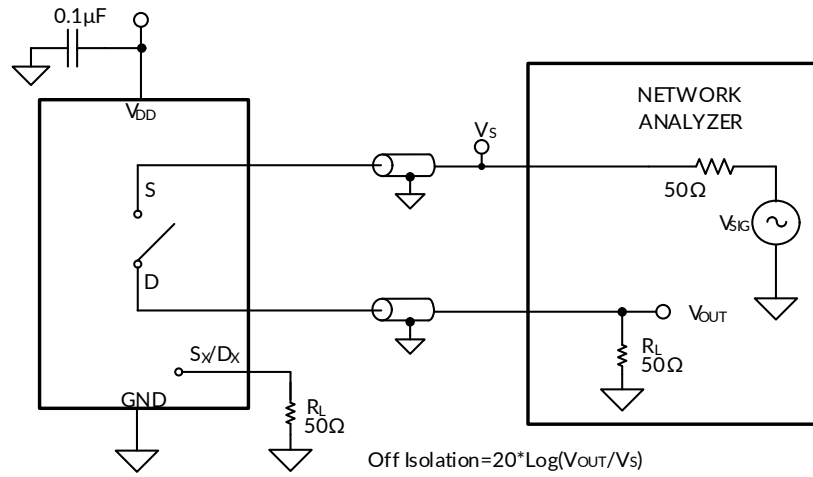 0.1µF
VDD
NETWORK
ANALYZER
VS
S
50Ω
VSIG
D
VOUT
SX/DX
RL
50Ω
GND
RL
50Ω
Off Isolation=20*Log(VOUT/VS)